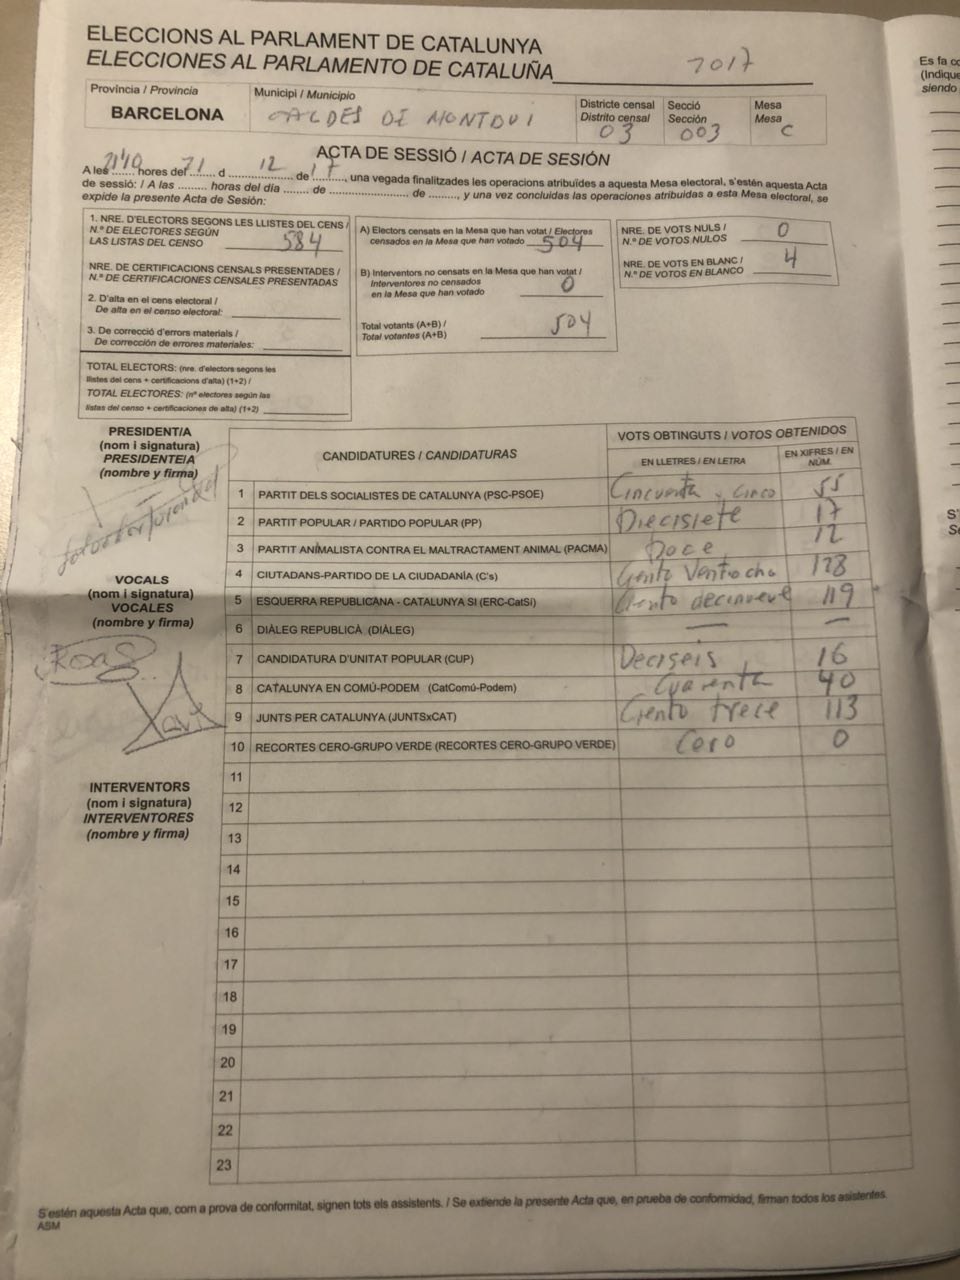 ELECCIONS AL PARLAMENT DE CATALUNYA
ELECCIONES AL PARLAMENTO DE CATALUÑA 2017
Província / Provincia
BARCELONA
Municipi / Municipio
CALDES DE MONTBUI
Districte censal
Distrito censal
03
Secció
Sección
003
Mesa
Mesa
C
ACTA DE SESSIÓ / ACTA DE SESIÓN
A les 21'40 hores del 21 d 12 de 17, una vegada finalitzades les operacions atribuïdes a aquesta Mesa electoral, s'estén aquesta Acta
de sessió: / A las ......... horas del día ........ de ........................ de ........., y una vez concluidas las operaciones atribuidas a esta Mesa electoral, se
expide la presente Acta de Sesión:
1. NRE. D'ELECTORS SEGONS LES LLISTES DEL CENS /
N.º DE ELECTORES SEGÚN
LAS LISTAS DEL CENSO 584
NRE. DE CERTIFICACIONS CENSALS PRESENTADES /
N.º DE CERTIFICACIONES CENSALES PRESENTADAS
2. D'alta en el cens electoral /
De alta en el censo electoral:
3. De correcció d'errors materials /
De corrección de errores materiales:
TOTAL ELECTORS: (nre. d'electors segons les
llistes del cens + certificacions d'alta) (1+2) /
TOTAL ELECTORES: (nº electores según las
listas del censo + certificaciones de alta) (1+2)
A) Electors censats en la Mesa que han votat / Electores
censados en la Mesa que han votado 504
B) Interventors no censats en la Mesa que han votat /
Interventores no censados
en la Mesa que han votado 0
Total votants (A+B) /
Total votantes (A+B) 504
NRE. DE VOTS NULS /
N.º DE VOTOS NULOS 0
NRE. DE VOTS EN BLANC /
N.º DE VOTOS EN BLANCO 4
PRESIDENT/A
(nom i signatura)
PRESIDENTE/A
(nombre y firma)
VOCALS
(nom i signatura)
VOCALES
(nombre y firma)
Rosa
Xavi
INTERVENTORS
(nom i signatura)
INTERVENTORES
(nombre y firma)
CANDIDATURES / CANDIDATURAS
VOTS OBTINGUTS / VOTOS OBTENIDOS
EN LLETRES / EN LETRA
EN XIFRES / EN NÚM.
1 PARTIT DELS SOCIALISTES DE CATALUNYA (PSC-PSOE) Cincuenta y cinco 55
2 PARTIT POPULAR / PARTIDO POPULAR (PP) Diecisiete 17
3 PARTIT ANIMALISTA CONTRA EL MALTRACTAMENT ANIMAL (PACMA) Doce 12
4 CIUTADANS-PARTIDO DE LA CIUDADANÍA (C's) Ciento Ventiocho 128
5 ESQUERRA REPUBLICANA - CATALUNYA SI (ERC-CatSí) Ciento decinueve 119
6 DIÀLEG REPUBLICÀ (DIÀLEG) — —
7 CANDIDATURA D'UNITAT POPULAR (CUP) Deciseis 16
8 CATALUNYA EN COMÚ-PODEM (CatComú-Podem) Cuarenta 40
9 JUNTS PER CATALUNYA (JUNTSxCAT) Ciento trece 113
10 RECORTES CERO-GRUPO VERDE (RECORTES CERO-GRUPO VERDE) Cero 0
11
12
13
14
15
16
17
18
19
20
21
22
23
S'estén aquesta Acta que, com a prova de conformitat, signen tots els assistents. / Se extiende la presente Acta que, en prueba de conformidad, firman todos los asistentes.
ASM
Es fa
(Indique
siendo